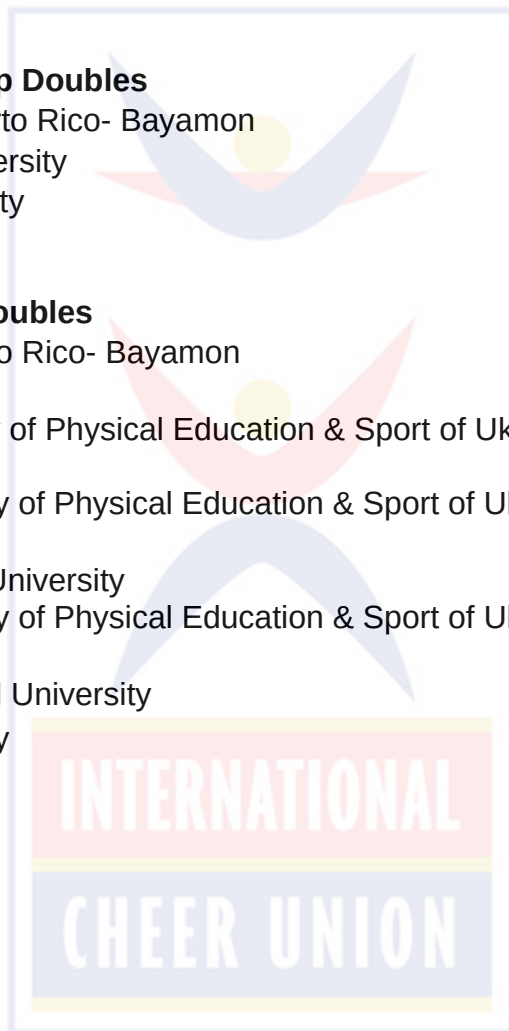 p Doubles
rto Rico- Bayamon
ersity
ty
oubles
o Rico- Bayamon
of Physical Education & Sport of Uk
y of Physical Education & Sport of U
University
y of Physical Education & Sport of U
l University
y
INTERNATIONAL
CHEER UNION